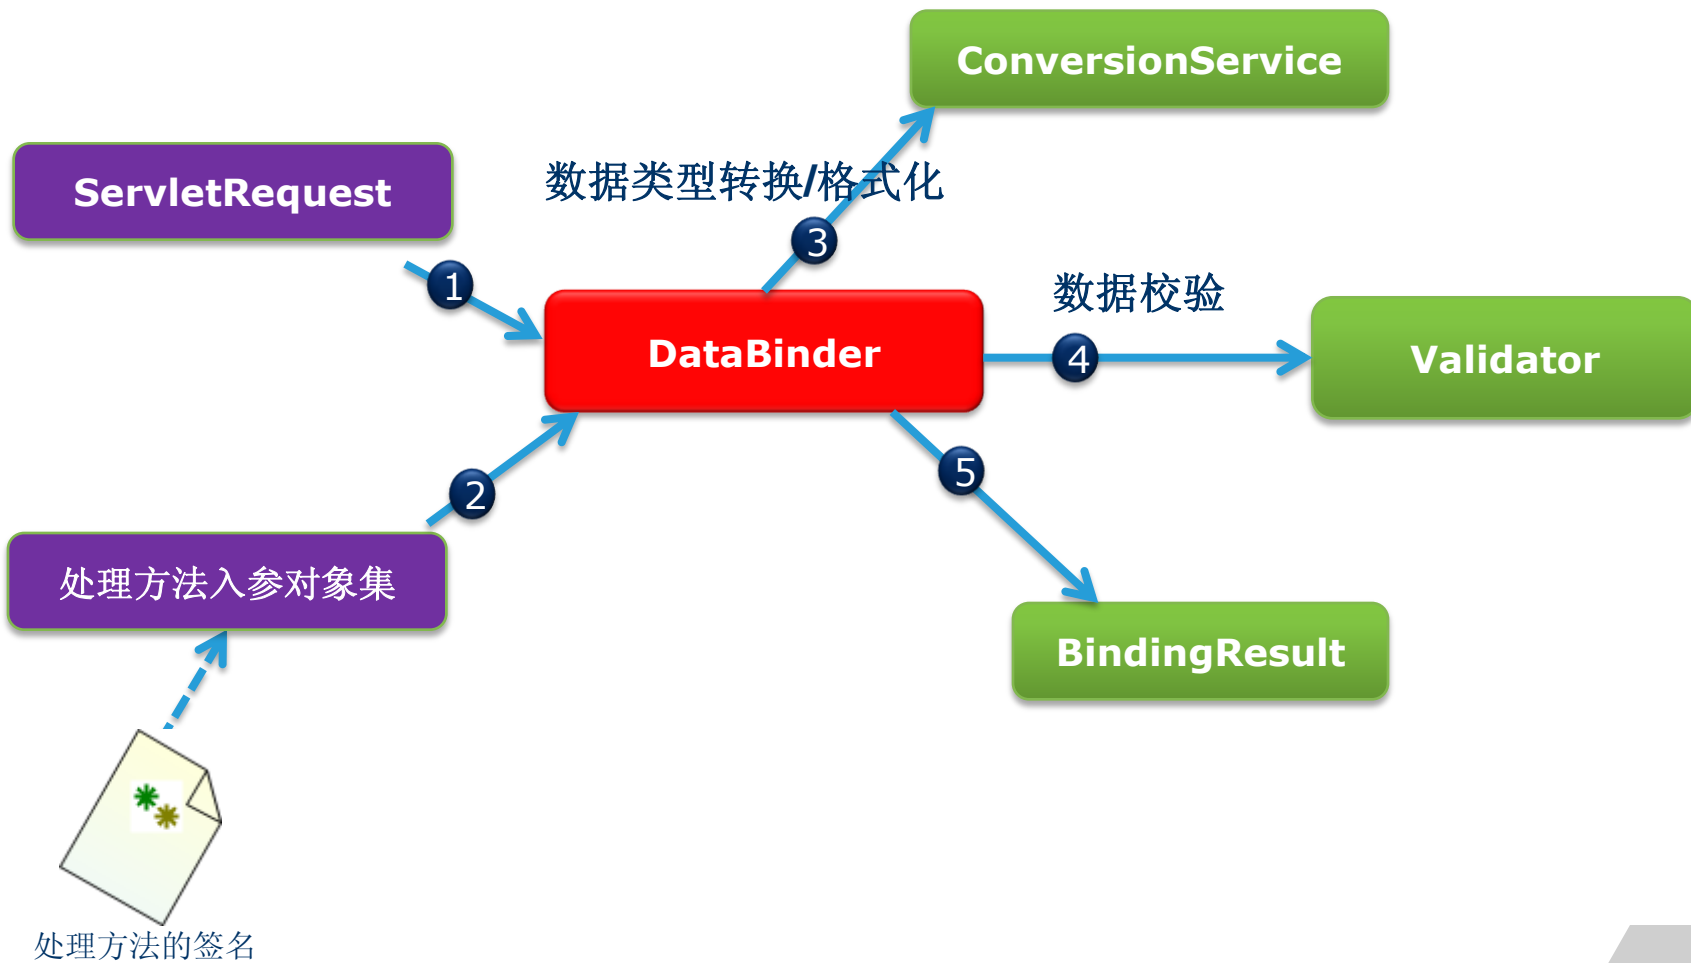 ConversionService
数据类型转换/格式化
ServletRequest
3
1
数据校验
DataBinder
4
Validator
2
5
处理方法入参对象集
BindingResult
处理方法的签名